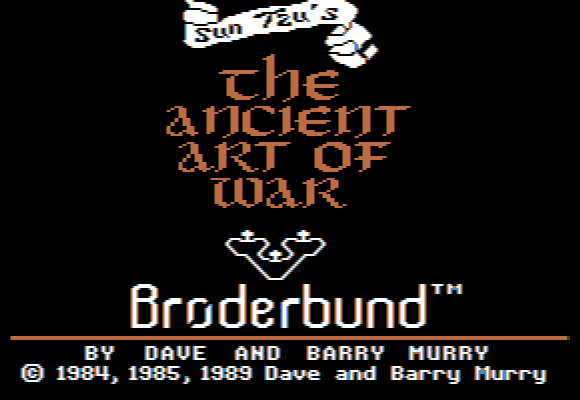 Sun Tzu's
The
Ancient
Art of
War
Brøderbund™
BY DAVE AND BARRY MURRY
© 1984, 1985, 1989 Dave and Barry Murry